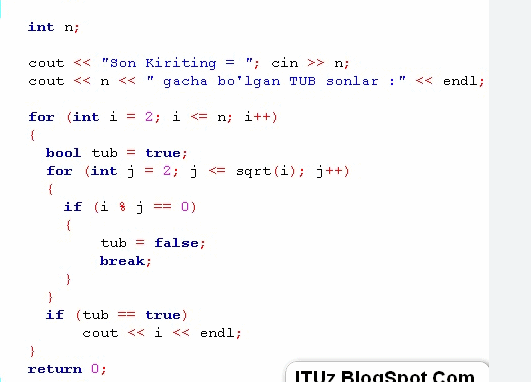 int n;
cout << "Son Kiriting = "; cin >> n;
cout << n << " gacha bo'lgan TUB sonlar :" << endl;
for (int i = 2; i <= n; i++)
{
bool tub = true;
for (int j = 2; j <= sqrt(i); j++)
{
if (i % j == 0)
{
tub = false;
break;
}
}
if (tub == true)
cout << i << endl;
}
return 0;
ITUz.BlogSpot.Com